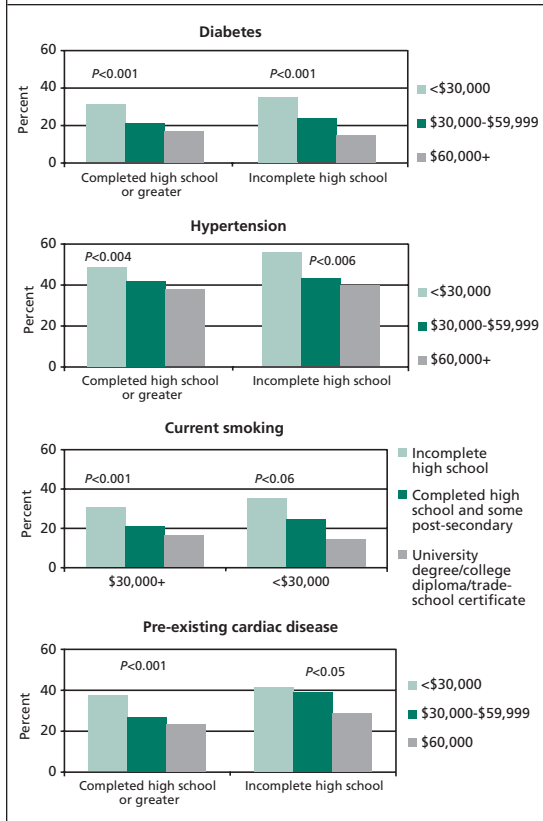 Diabetes
60
40
20
0
Percent
P<0.001
P<0.001
Completed high school
or greater
Incomplete high school
<$30,000
$30,000-$59,999
$60,000+
Hypertension
60
40
20
0
Percent
P<0.004
P<0.006
Completed high school
or greater
Incomplete high school
<$30,000
$30,000-$59,999
$60,000+
Current smoking
60
40
20
0
Percent
P<0.001
P<0.06
$30,000+
<$30,000
Incomplete
high school
Completed high
school and some
post-secondary
University
degree/college
diploma/trade-
school certificate
Pre-existing cardiac disease
60
40
20
0
Percent
P<0.001
P<0.05
Completed high school
or greater
Incomplete high school
<$30,000
$30,000-$59,999
$60,000